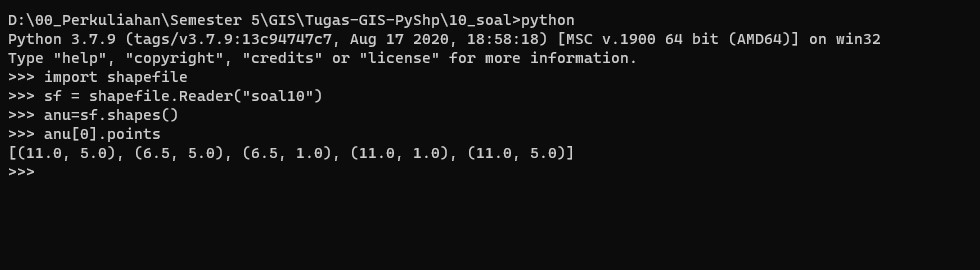 D:\00_Perkuliahan\Semester 5\GIS\Tugas-GIS-PyShp\10_soal>python
Python 3.7.9 (tags/v3.7.9:13c94747c7, Aug 17 2020, 18:58:18) [MSC v.1900 64 bit (AMD64)] on win32
Type "help", "copyright", "credits" or "license" for more information.
>>> import shapefile
>>> sf = shapefile.Reader("soal10")
>>> anu=sf.shapes()
>>> anu[0].points
[(11.0, 5.0), (6.5, 5.0), (6.5, 1.0), (11.0, 1.0), (11.0, 5.0)]
>>>